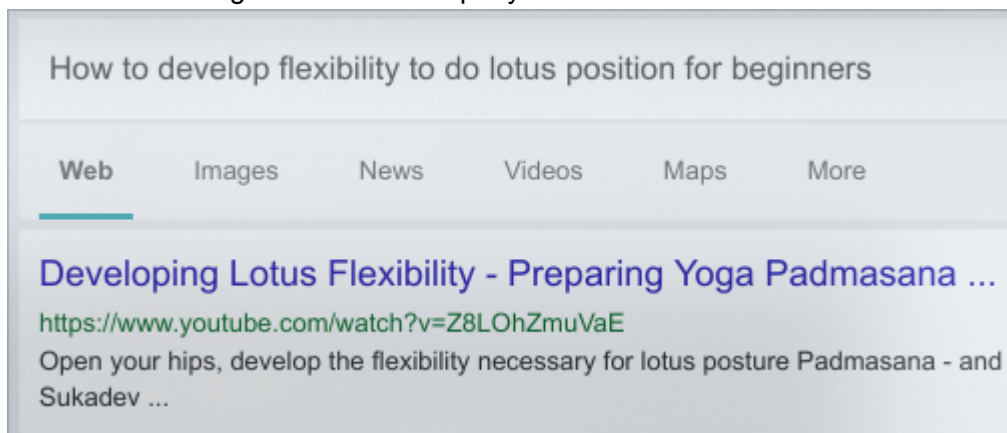 How to develop flexibility to do lotus position for beginners
Web Images News Videos Maps More
Developing Lotus Flexibility - Preparing Yoga Padmasana ...
https://www.youtube.com/watch?v=Z8LOhZmuVaE
Open your hips, develop the flexibility necessary for lotus posture Padmasana - and
Sukadev ...